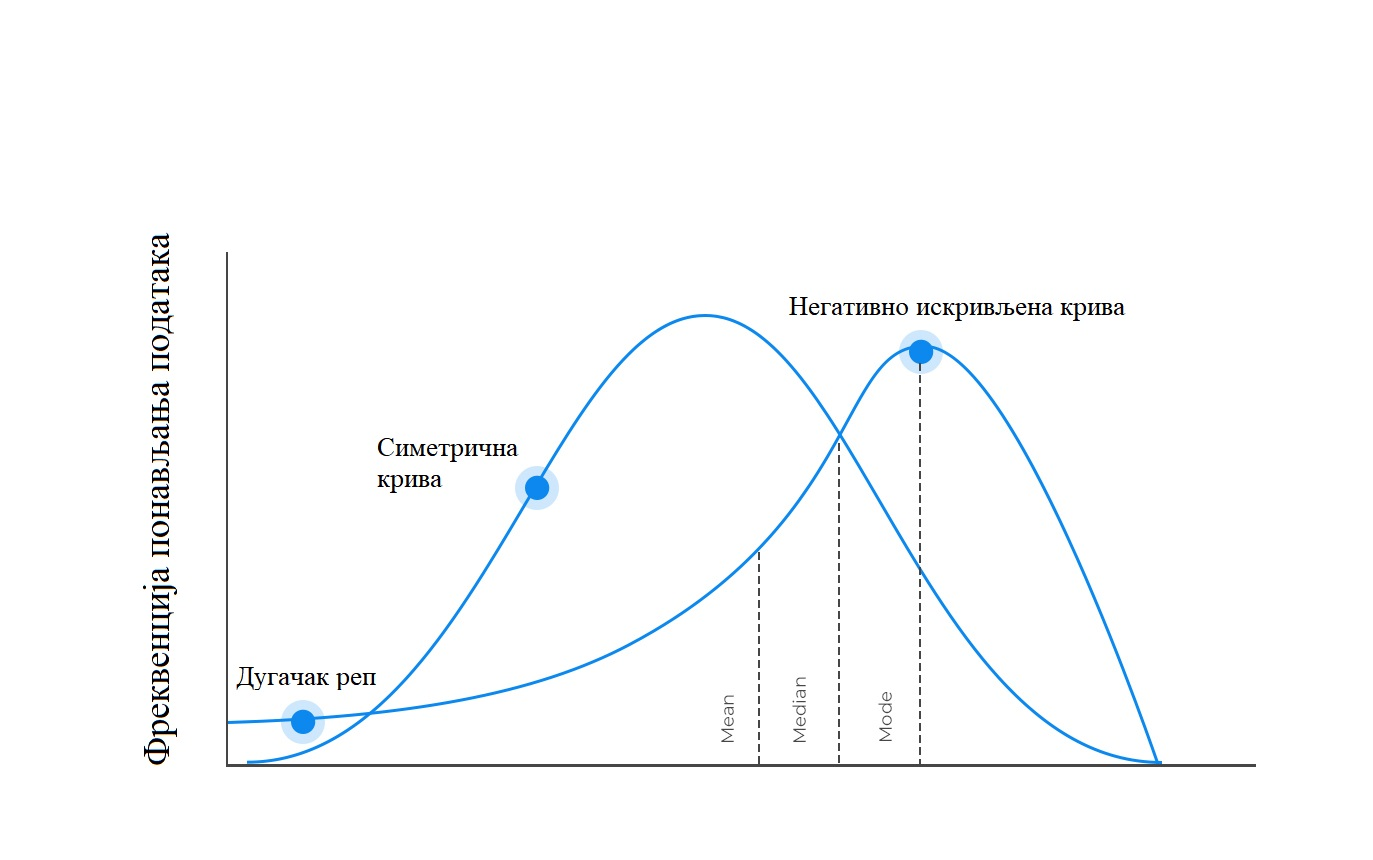 Фреквенција понављања података
Негативно искривљена крива
Симетрична
крива
Дугачак реп
Mean
Median
Mode